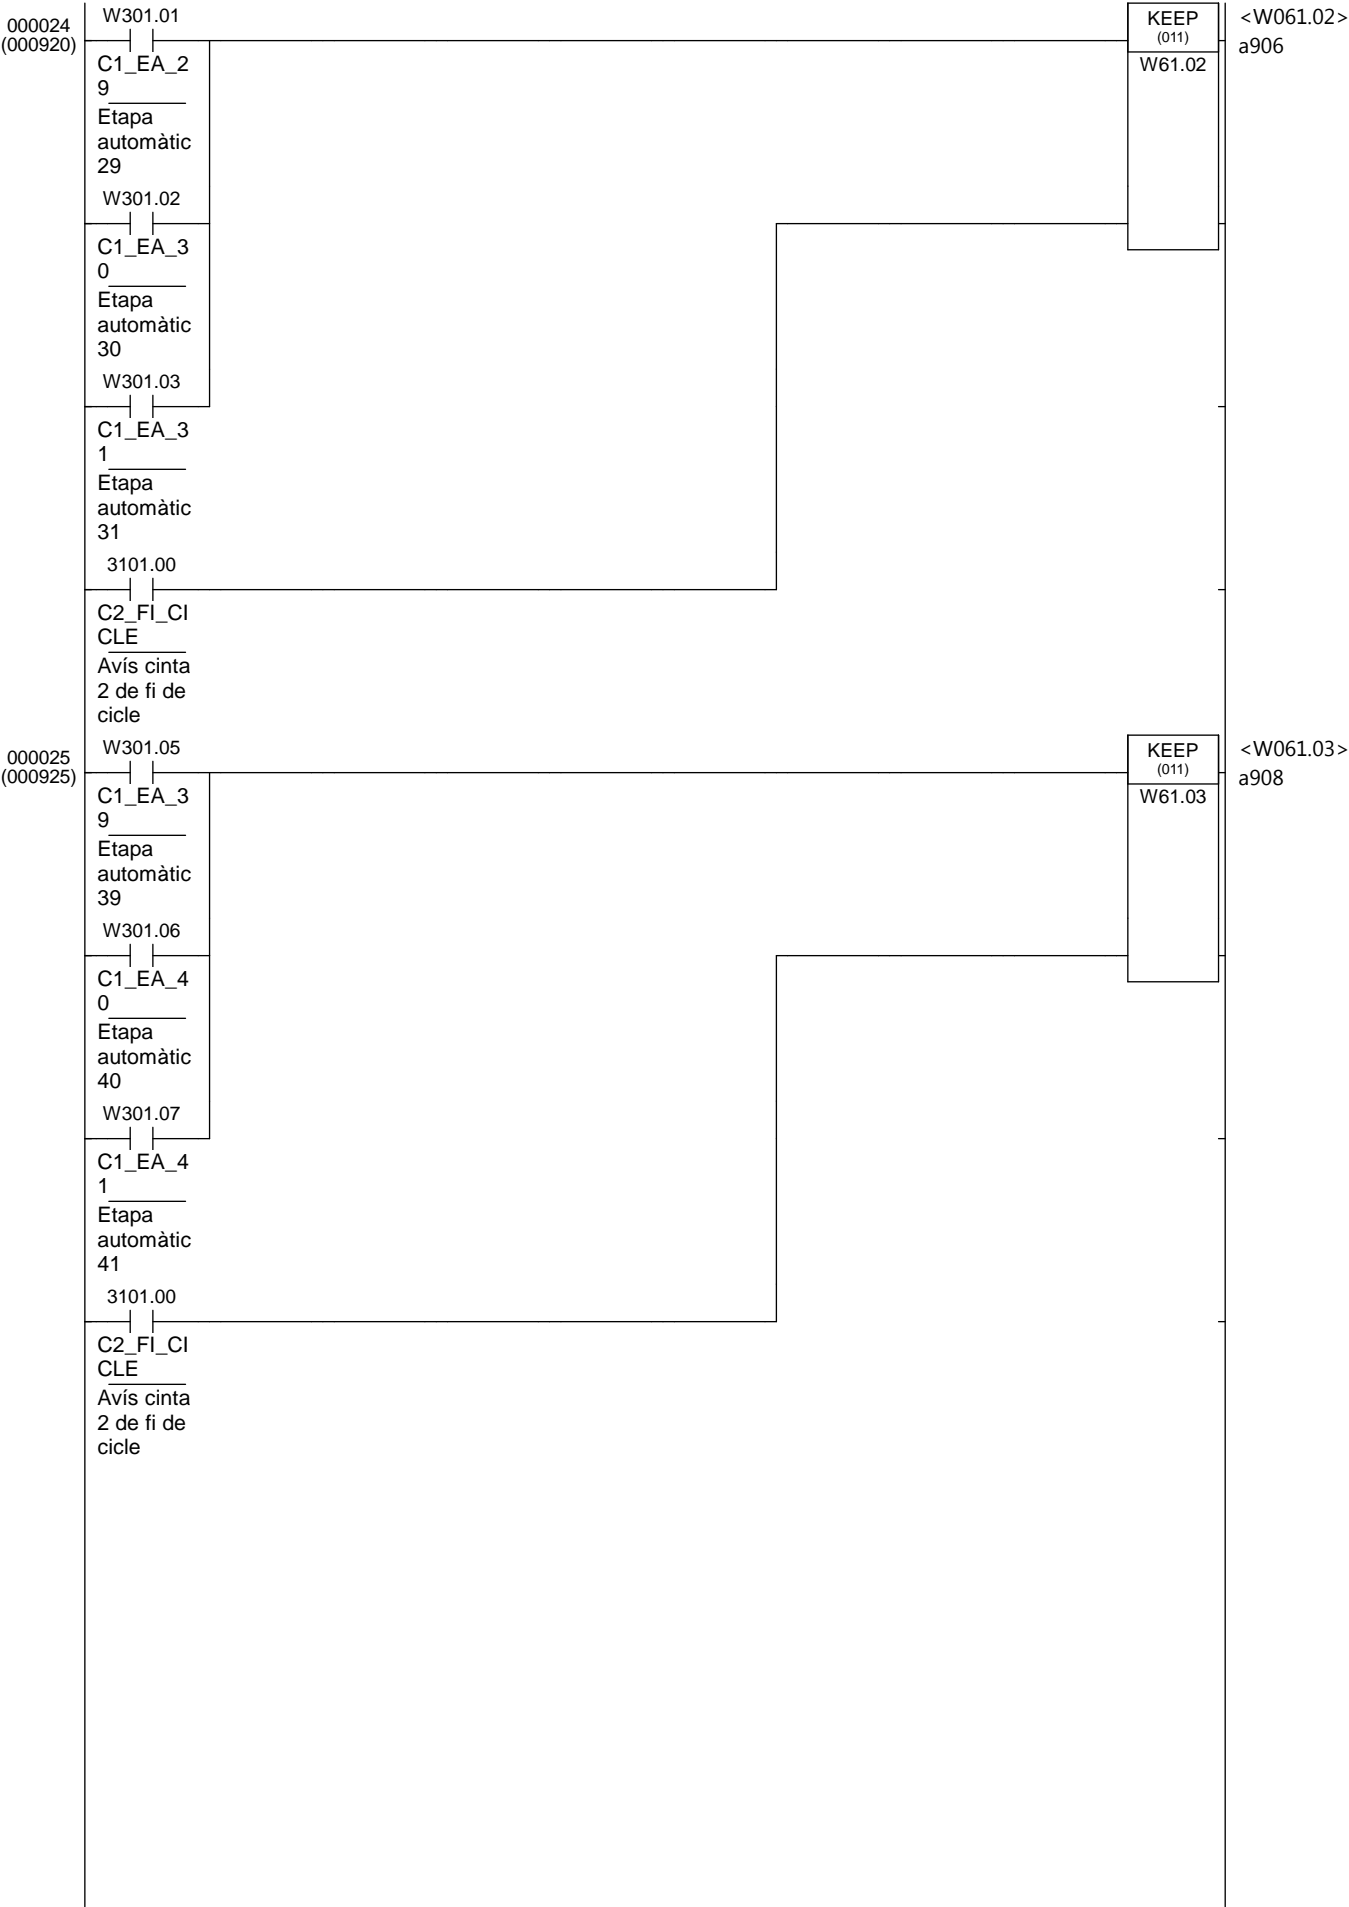 W301.01
000024
(000920)
KEEP
(011)
<W061.02>
a906
W61.02
C1_EA_2
9
Etapa
automàtic
29
W301.02
C1_EA_3
0
Etapa
automàtic
30
W301.03
C1_EA_3
1
Etapa
automàtic
31
3101.00
C2_FI_CI
CLE
Avís cinta
2 de fi de
cicle
W301.05
000025
(000925)
KEEP
(011)
<W061.03>
a908
W61.03
C1_EA_3
9
Etapa
automàtic
39
W301.06
C1_EA_4
0
Etapa
automàtic
40
W301.07
C1_EA_4
1
Etapa
automàtic
41
3101.00
C2_FI_CI
CLE
Avís cinta
2 de fi de
cicle